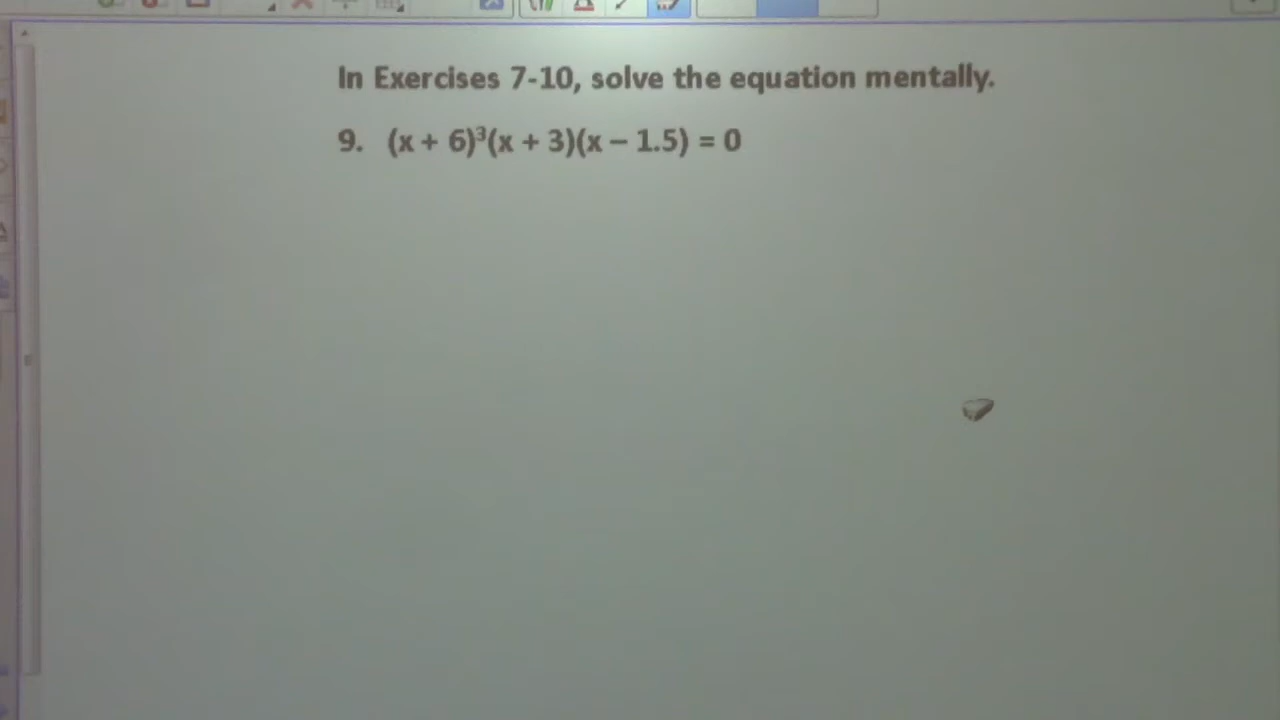 In Exercises 7-10, solve the equation mentally.
9. (x + 6)³(x + 3)(x – 1.5) = 0